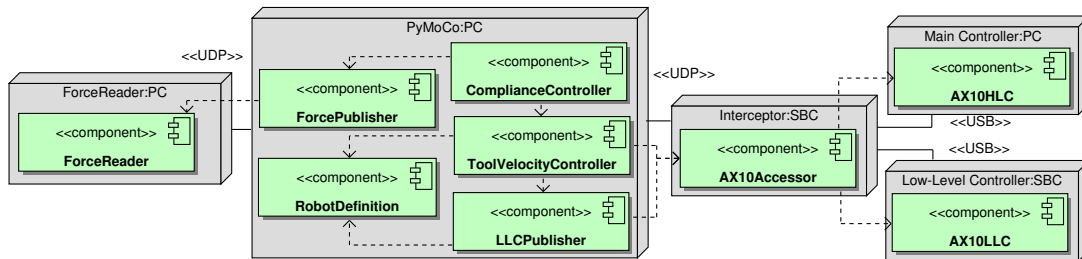 ForceReader:PC
<<component>>
ForceReader
<<UDP>>
PyMoCo:PC
<<component>>
ForcePublisher
<<component>>
ComplianceController
<<component>>
ToolVelocityController
<<component>>
RobotDefinition
<<component>>
LLCPublisher
<<UDP>>
Interceptor:SBC
<<component>>
AX10Accessor
Main Controller:PC
<<component>>
AX10HLC
<<USB>>
<<USB>>
Low-Level Controller:SBC
<<component>>
AX10LLC